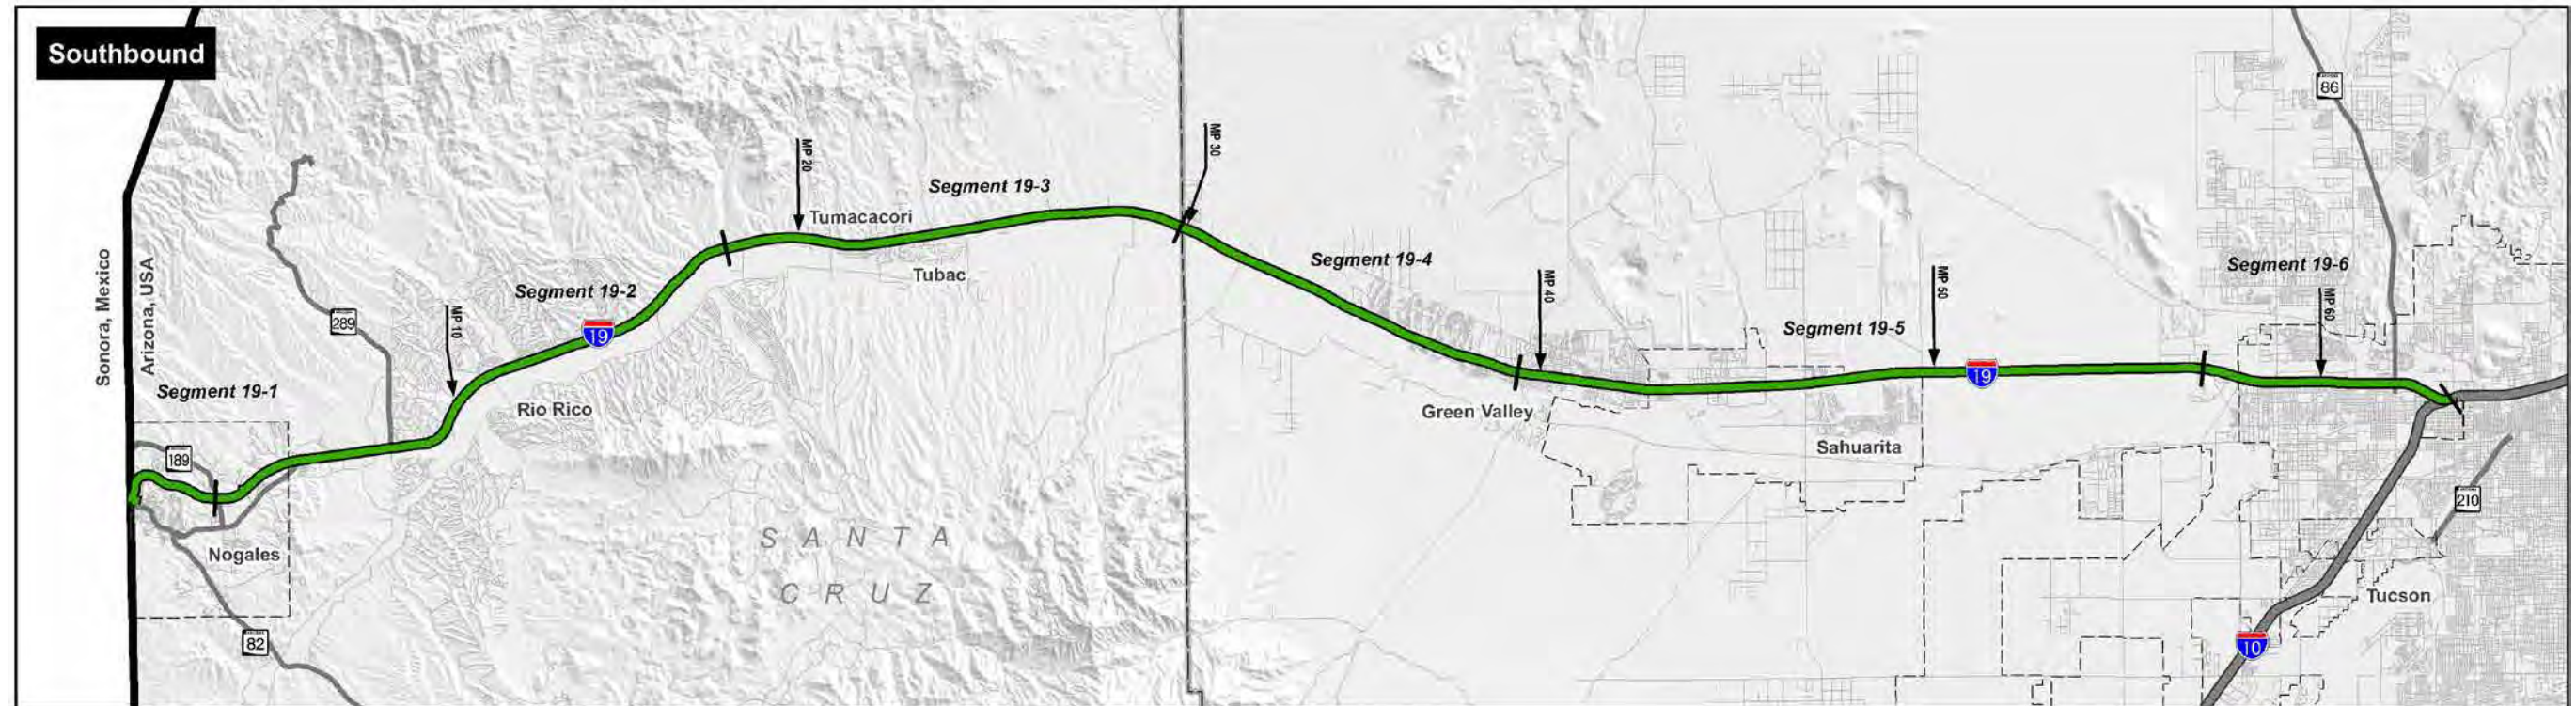 Southbound
86
MP 20
MP 30
Segment 19-3
Tumacacori
Sonora, Mexico
Arizona, USA
Tubac
Segment 19-4
Segment 19-6
Segment 19-2
MP 10
MP 40
MP 50
MP 60
289
19
Segment 19-5
19
Segment 19-1
Rio Rico
Green Valley
Sahuarita
189
210
SANTA
CRUZ
Nogales
Tucson
82
10